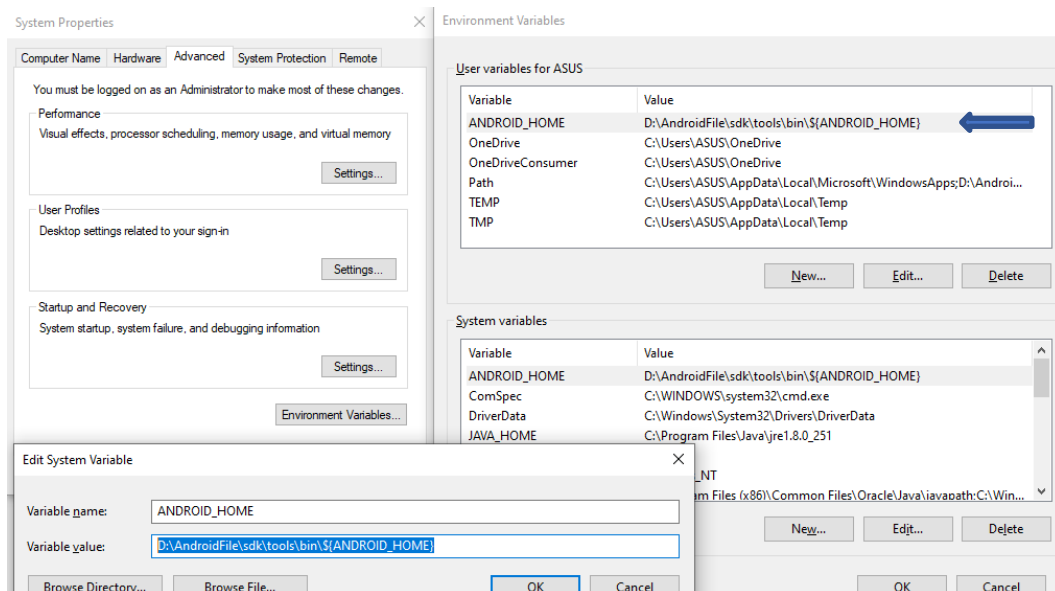 System Properties
Computer Name Hardware Advanced System Protection Remote
You must be logged on as an Administrator to make most of these changes.
Performance
Visual effects, processor scheduling, memory usage, and virtual memory
Settings...
User Profiles
Desktop settings related to your sign-in
Settings...
Startup and Recovery
System startup, system failure, and debugging information
Settings...
Environment Variables...
Environment Variables
User variables for ASUS
Variable Value
ANDROID_HOME D:\AndroidFile\sdk\tools\bin\${ANDROID_HOME}
OneDrive C:\Users\ASUS\OneDrive
OneDriveConsumer C:\Users\ASUS\OneDrive
Path C:\Users\ASUS\AppData\Local\Microsoft\WindowsApps;D:\Androi...
TEMP C:\Users\ASUS\AppData\Local\Temp
TMP C:\Users\ASUS\AppData\Local\Temp
New... Edit... Delete
System variables
Variable Value
ANDROID_HOME D:\AndroidFile\sdk\tools\bin\${ANDROID_HOME}
ComSpec C:\WINDOWS\system32\cmd.exe
DriverData C:\Windows\System32\Drivers\DriverData
JAVA_HOME C:\Program Files\Java\jre1.8.0_251
_NT
am Files (x86)\Common Files\Oracle\Java\javapath;C:\Win...
New... Edit... Delete
OK Cancel
Edit System Variable
Variable name: ANDROID_HOME
Variable value: D:\AndroidFile\sdk\tools\bin\${ANDROID_HOME}
Browse Directory... Browse File... OK Cancel